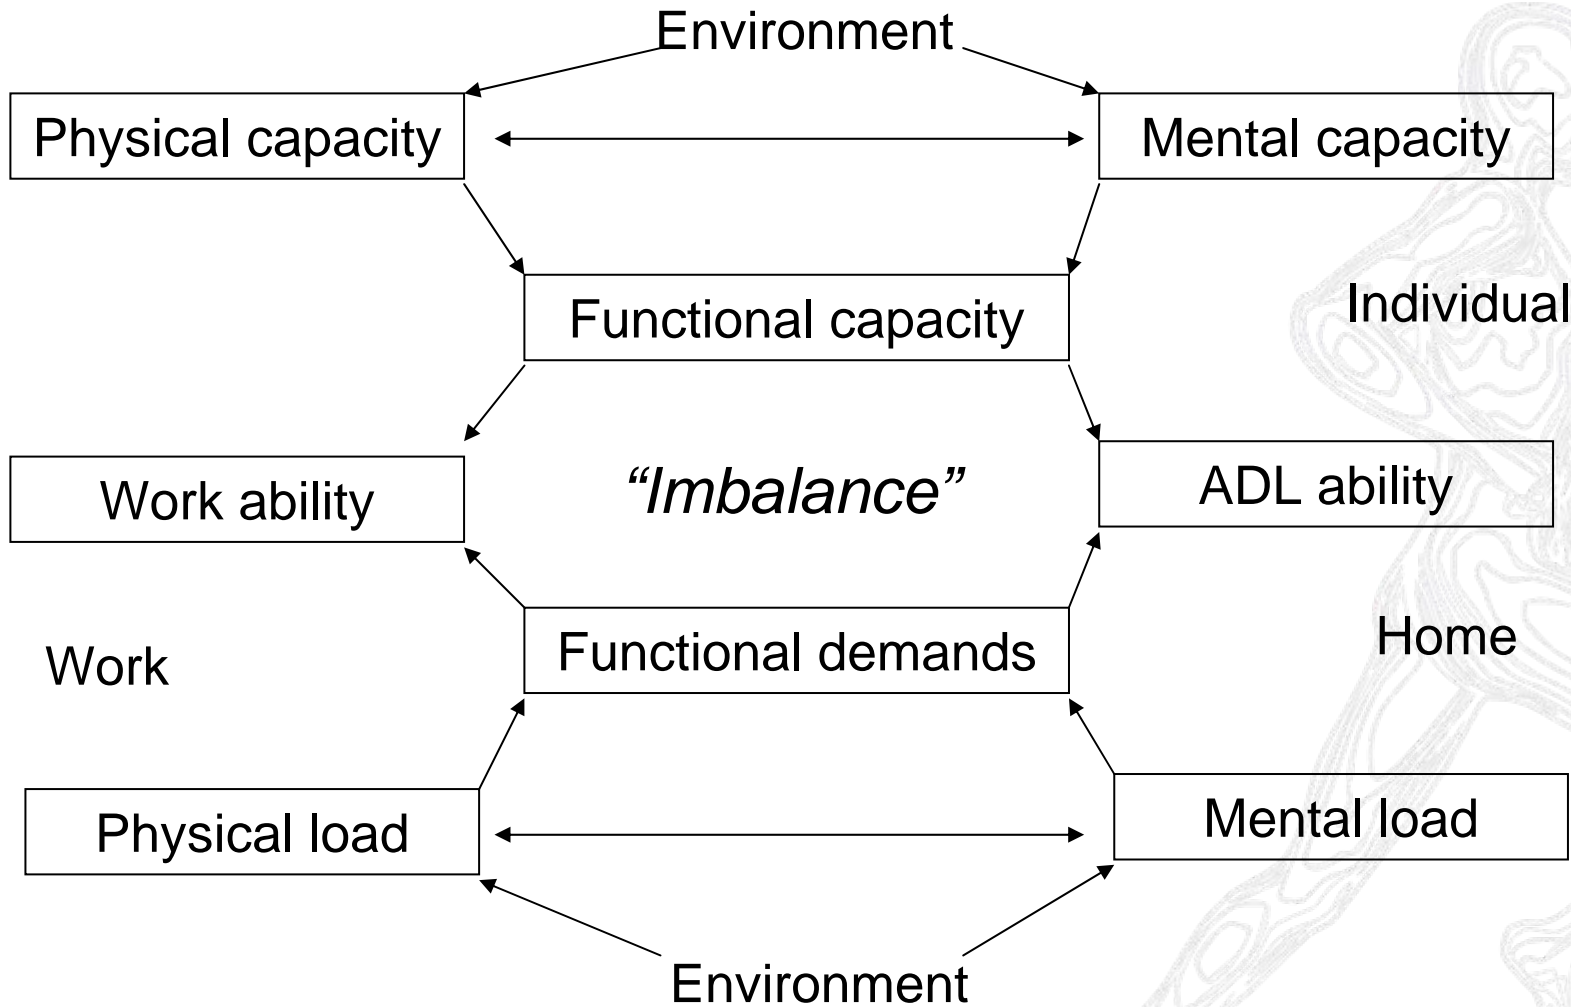 Environment
Physical capacity
Mental capacity
Individual
Functional capacity
Work ability
“Imbalance”
ADL ability
Work
Functional demands
Home
Physical load
Mental load
Environment